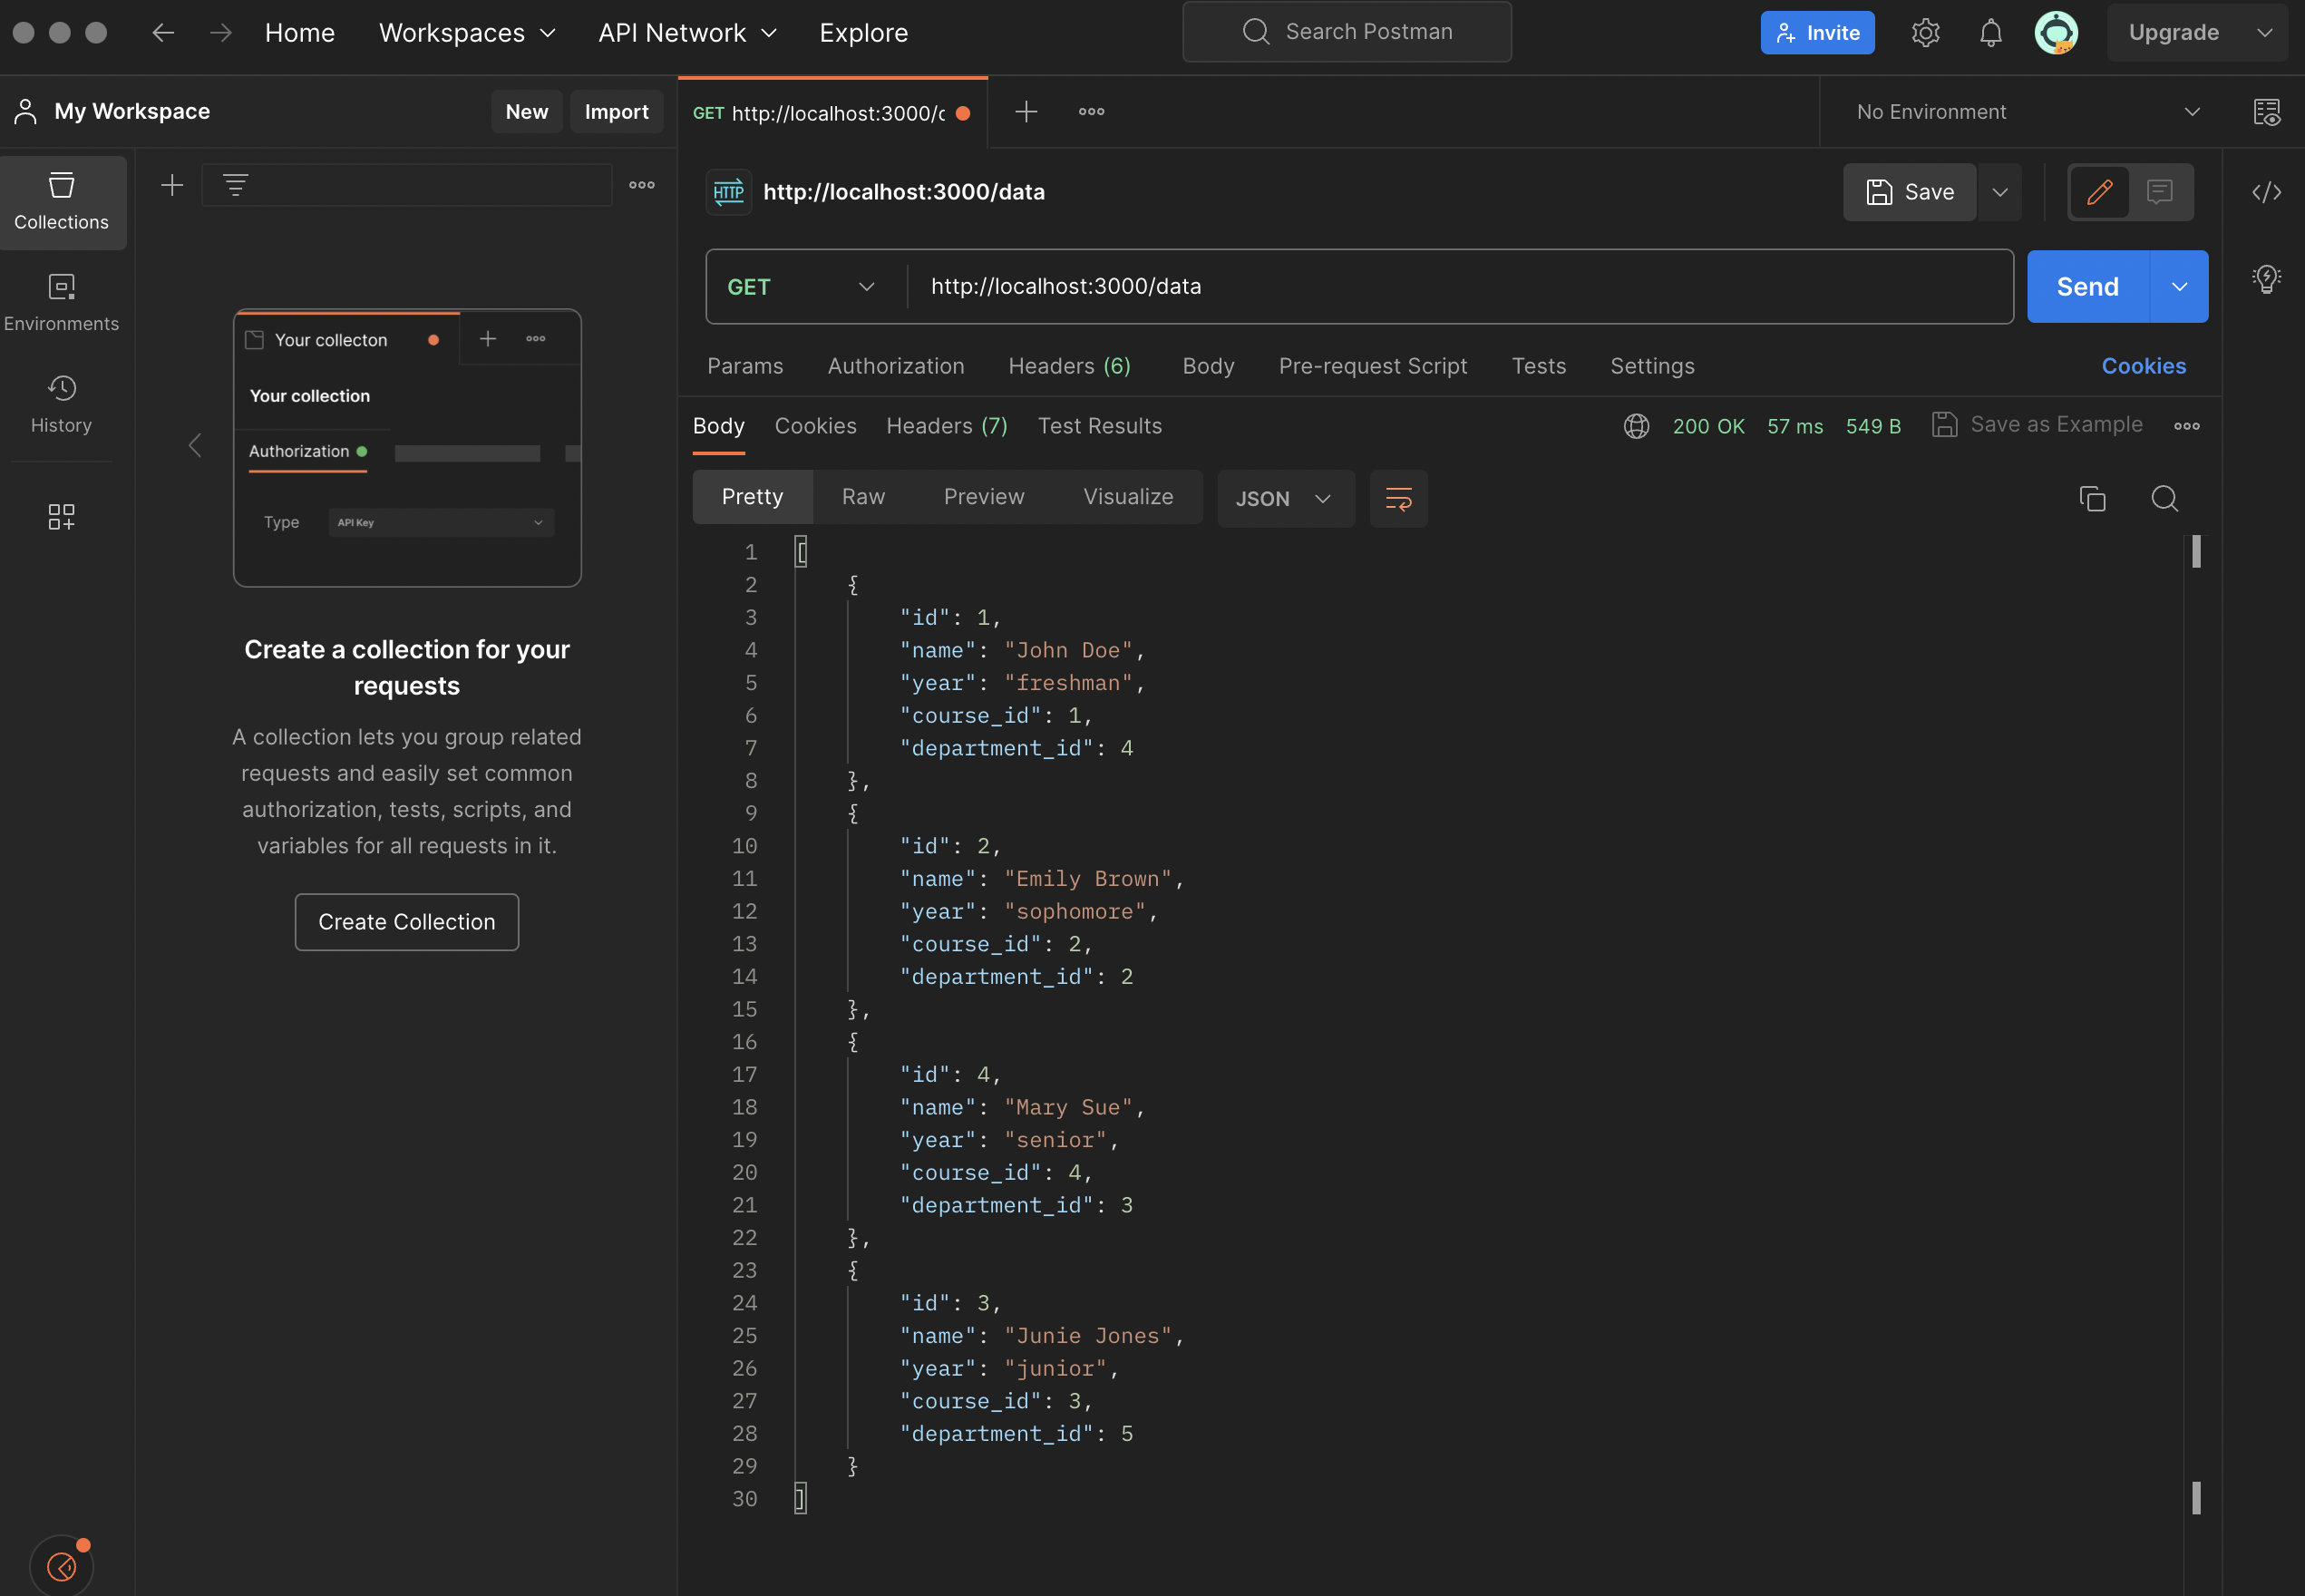 Home Workspaces API Network Explore Search Postman Invite Upgrade
My Workspace New Import GET http://localhost:3000/ No Environment
Collections
Environments
History
Your collecton
Your collection
Authorization
Type API Key
Create a collection for your
requests
A collection lets you group related
requests and easily set common
authorization, tests, scripts, and
variables for all requests in it.
Create Collection
HTTP http://localhost:3000/data Save
GET http://localhost:3000/data Send
Params Authorization Headers (6) Body Pre-request Script Tests Settings Cookies
Body Cookies Headers (7) Test Results 200 OK 57 ms 549 B Save as Example
Pretty Raw Preview Visualize JSON
1 [
2 {
3 "id": 1,
4 "name": "John Doe",
5 "year": "freshman",
6 "course_id": 1,
7 "department_id": 4
8 },
9 {
10 "id": 2,
11 "name": "Emily Brown",
12 "year": "sophomore",
13 "course_id": 2,
14 "department_id": 2
15 },
16 {
17 "id": 4,
18 "name": "Mary Sue",
19 "year": "senior",
20 "course_id": 4,
21 "department_id": 3
22 },
23 {
24 "id": 3,
25 "name": "Junie Jones",
26 "year": "junior",
27 "course_id": 3,
28 "department_id": 5
29 }
30 ]